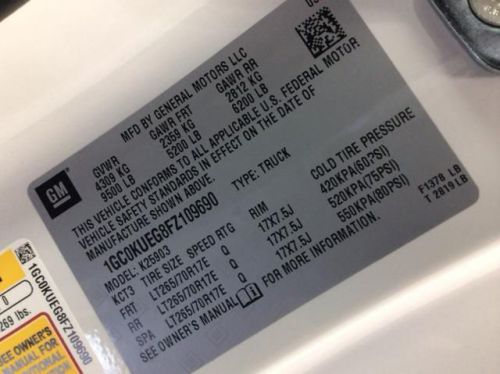 MFD BY GENERAL MOTORS LLC
GVWR GAWR FRT GAWR RR
4309 KG 2359 KG 2812 KG
9500 LB 5200 LB 6200 LB
THIS VEHICLE CONFORMS TO ALL APPLICABLE U.S. FEDERAL MOTOR
VEHICLE SAFETY STANDARDS IN EFFECT ON THE DATE OF
MANUFACTURE SHOWN ABOVE.
1GC0KUEG8FZ109690 TYPE: TRUCK
MODEL: K25903
KCT3 TIRE SIZE SPEED RTG RIM COLD TIRE PRESSURE
FRT LT265/70R17E Q 17X7.5J 420KPA(60PSI)
RR LT265/70R17E Q 17X7.5J 520KPA(75PSI)
SPA LT265/70R17E Q 17X7.5J 550KPA(80PSI)
SEE OWNER'S MANUAL FOR MORE INFORMATION.
F1378 LB
T 2819 LB
GM
1GC0KUEG8FZ109690
0
269 lbs.
SEE OWNER'S
MANUAL FOR